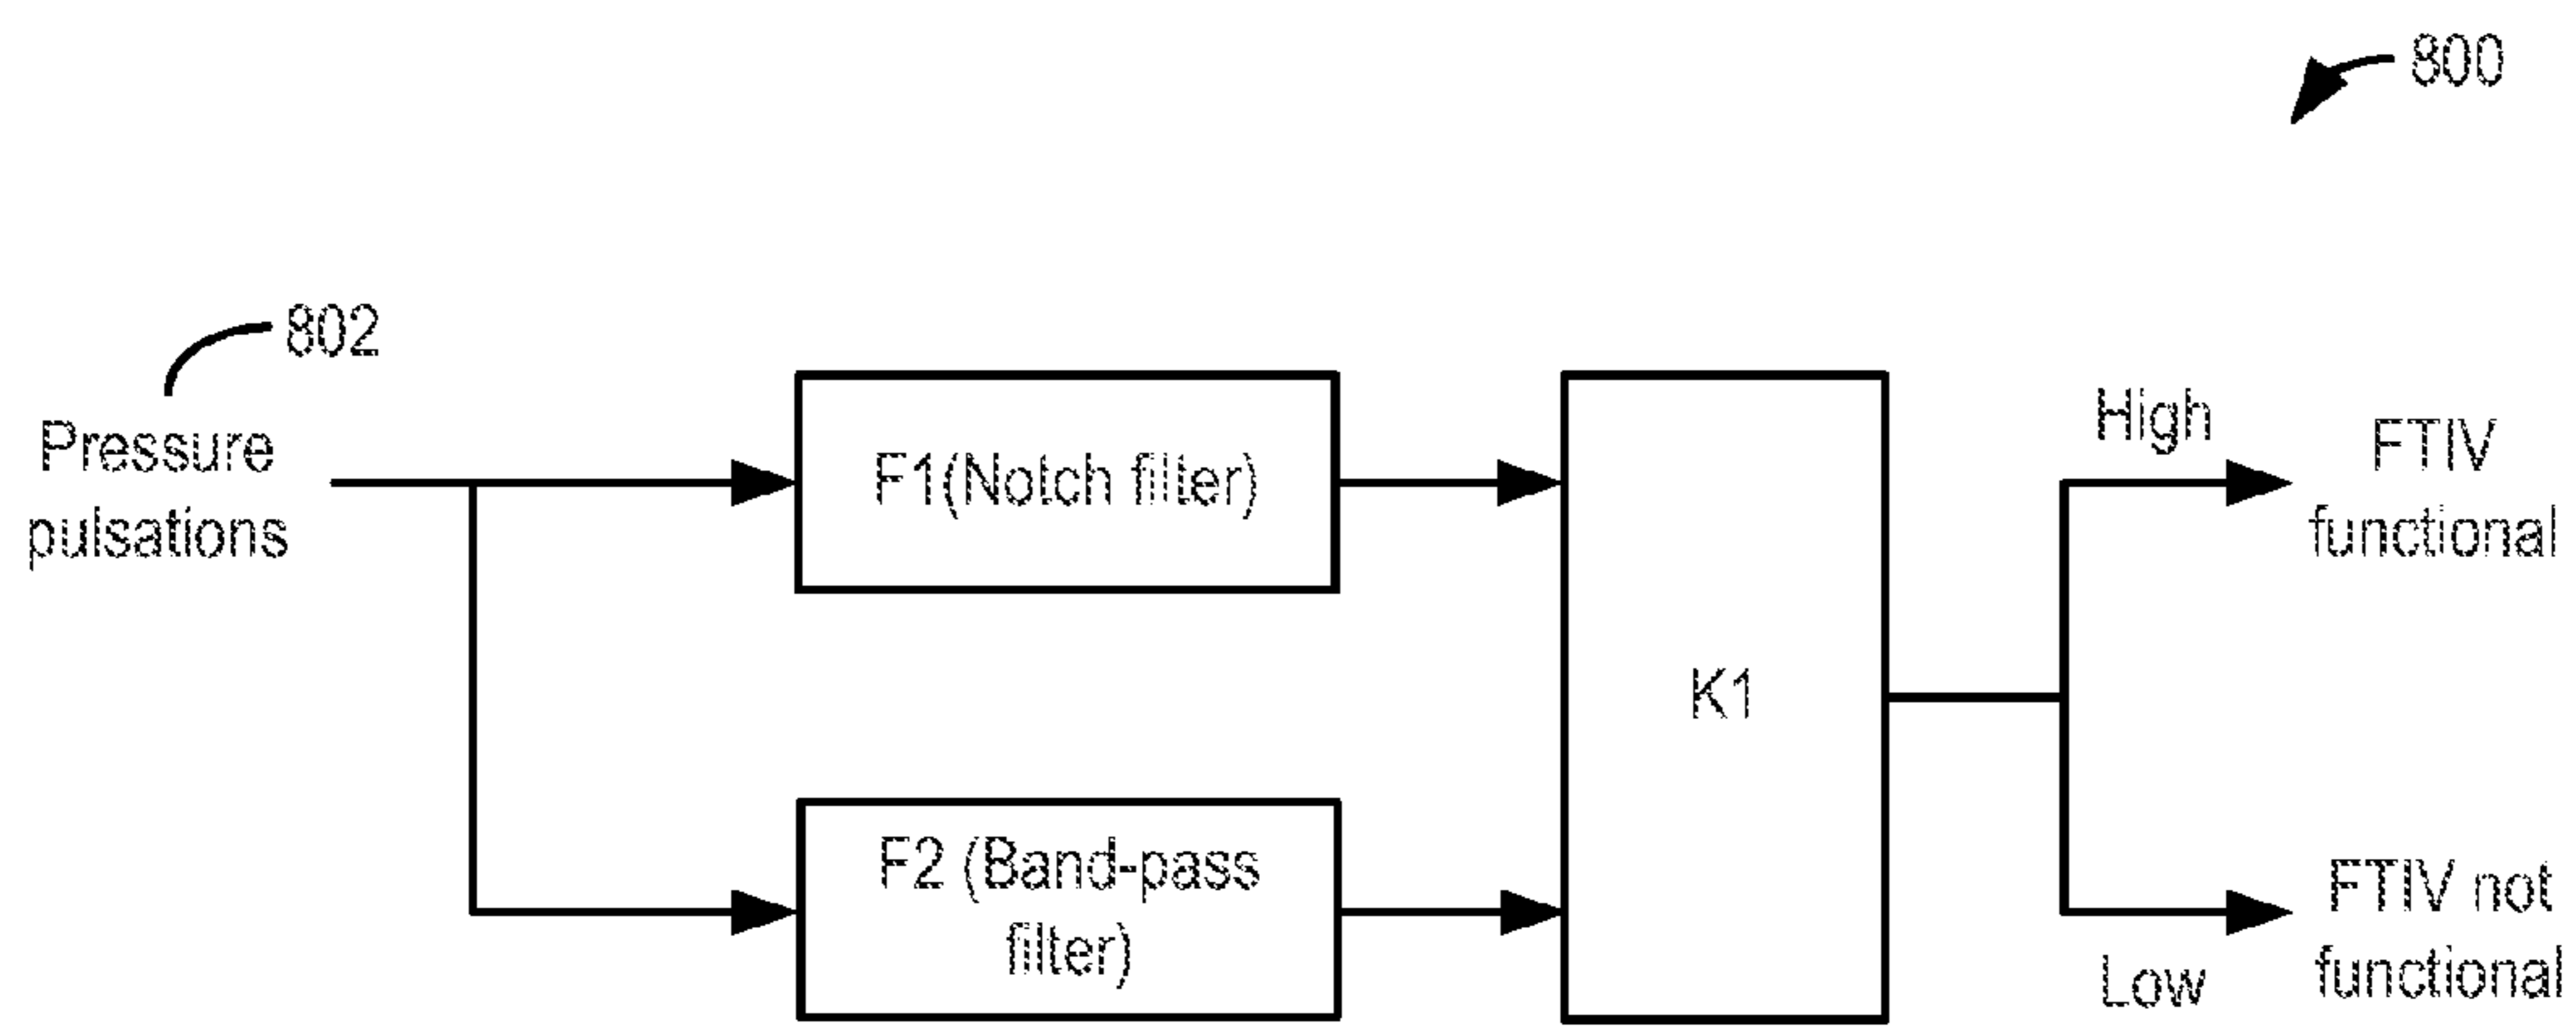 800
802
Pressure
pulsations
F1(Notch filter)
F2 (Band-pass
filter)
K1
High
FTIV
functional
Low
FTIV not
functional